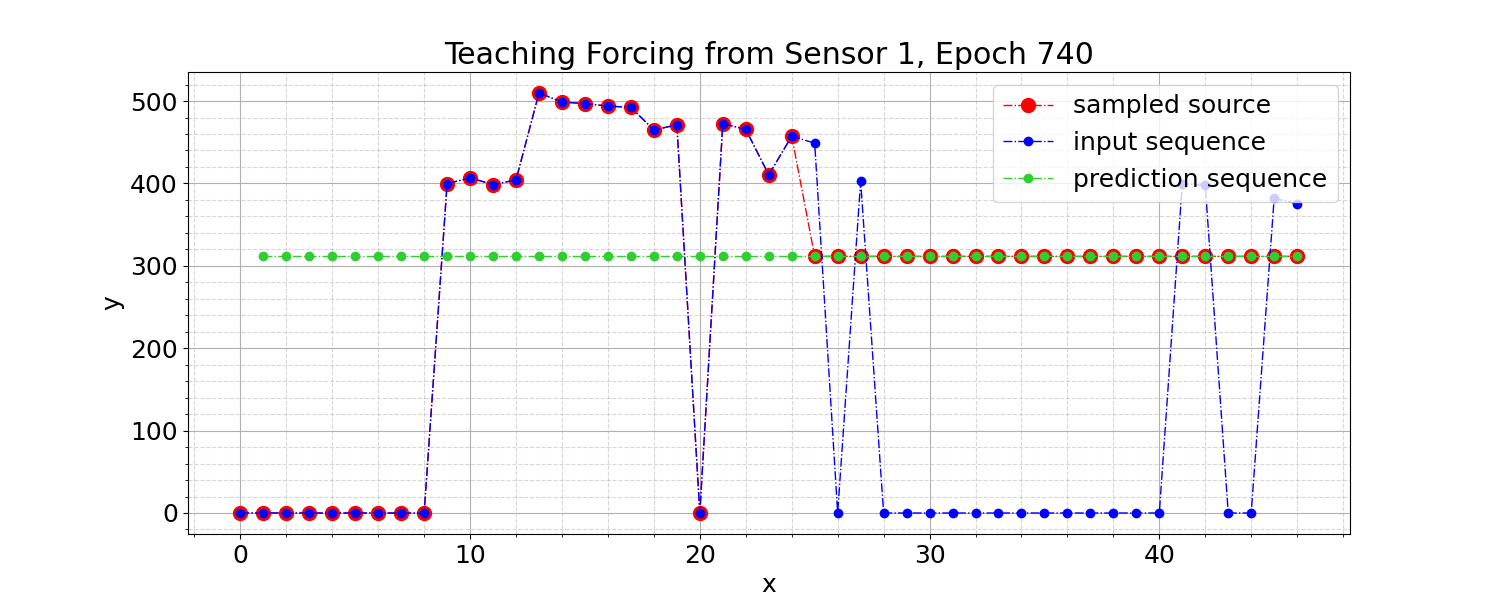 Teaching Forcing from Sensor 1, Epoch 740
500
400
300
200
100
0
y
0 10 20 30 40
x
sampled source
input sequence
prediction sequence